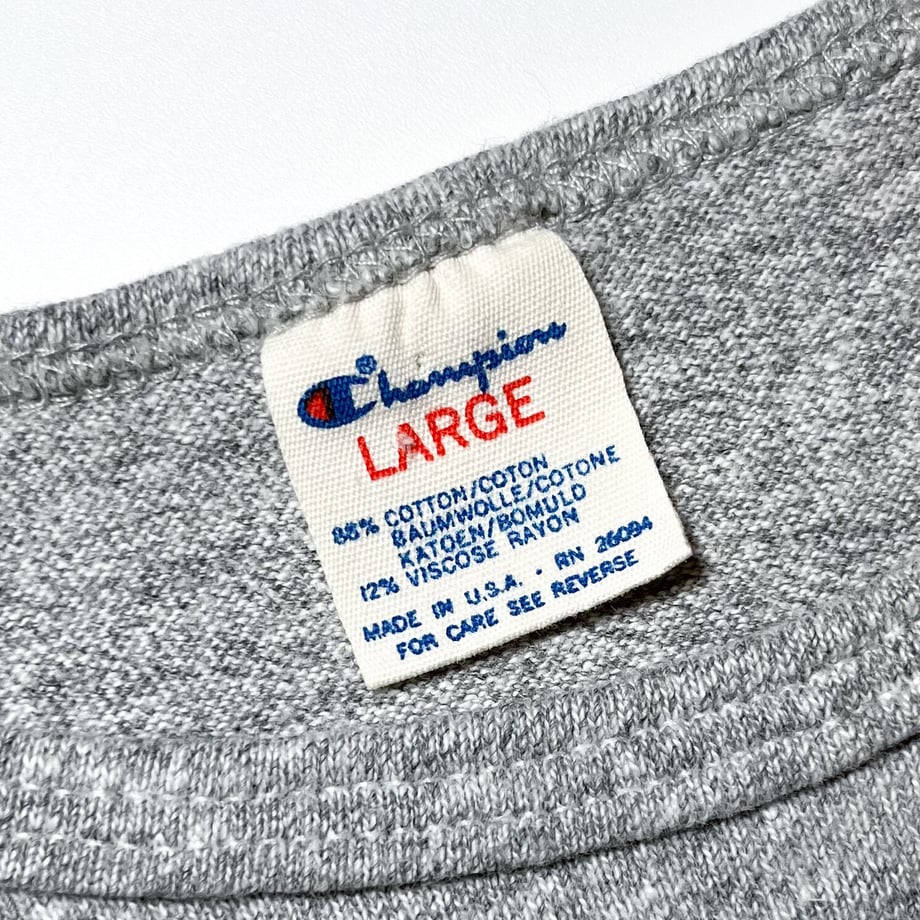 Champion®
LARGE
88% COTTON/COTON
BAUMWOLLE/COTONE
KATOEN/BOMULD
12% VISCOSE RAYON
MADE IN U.S.A. · RN 26094
FOR CARE SEE REVERSE